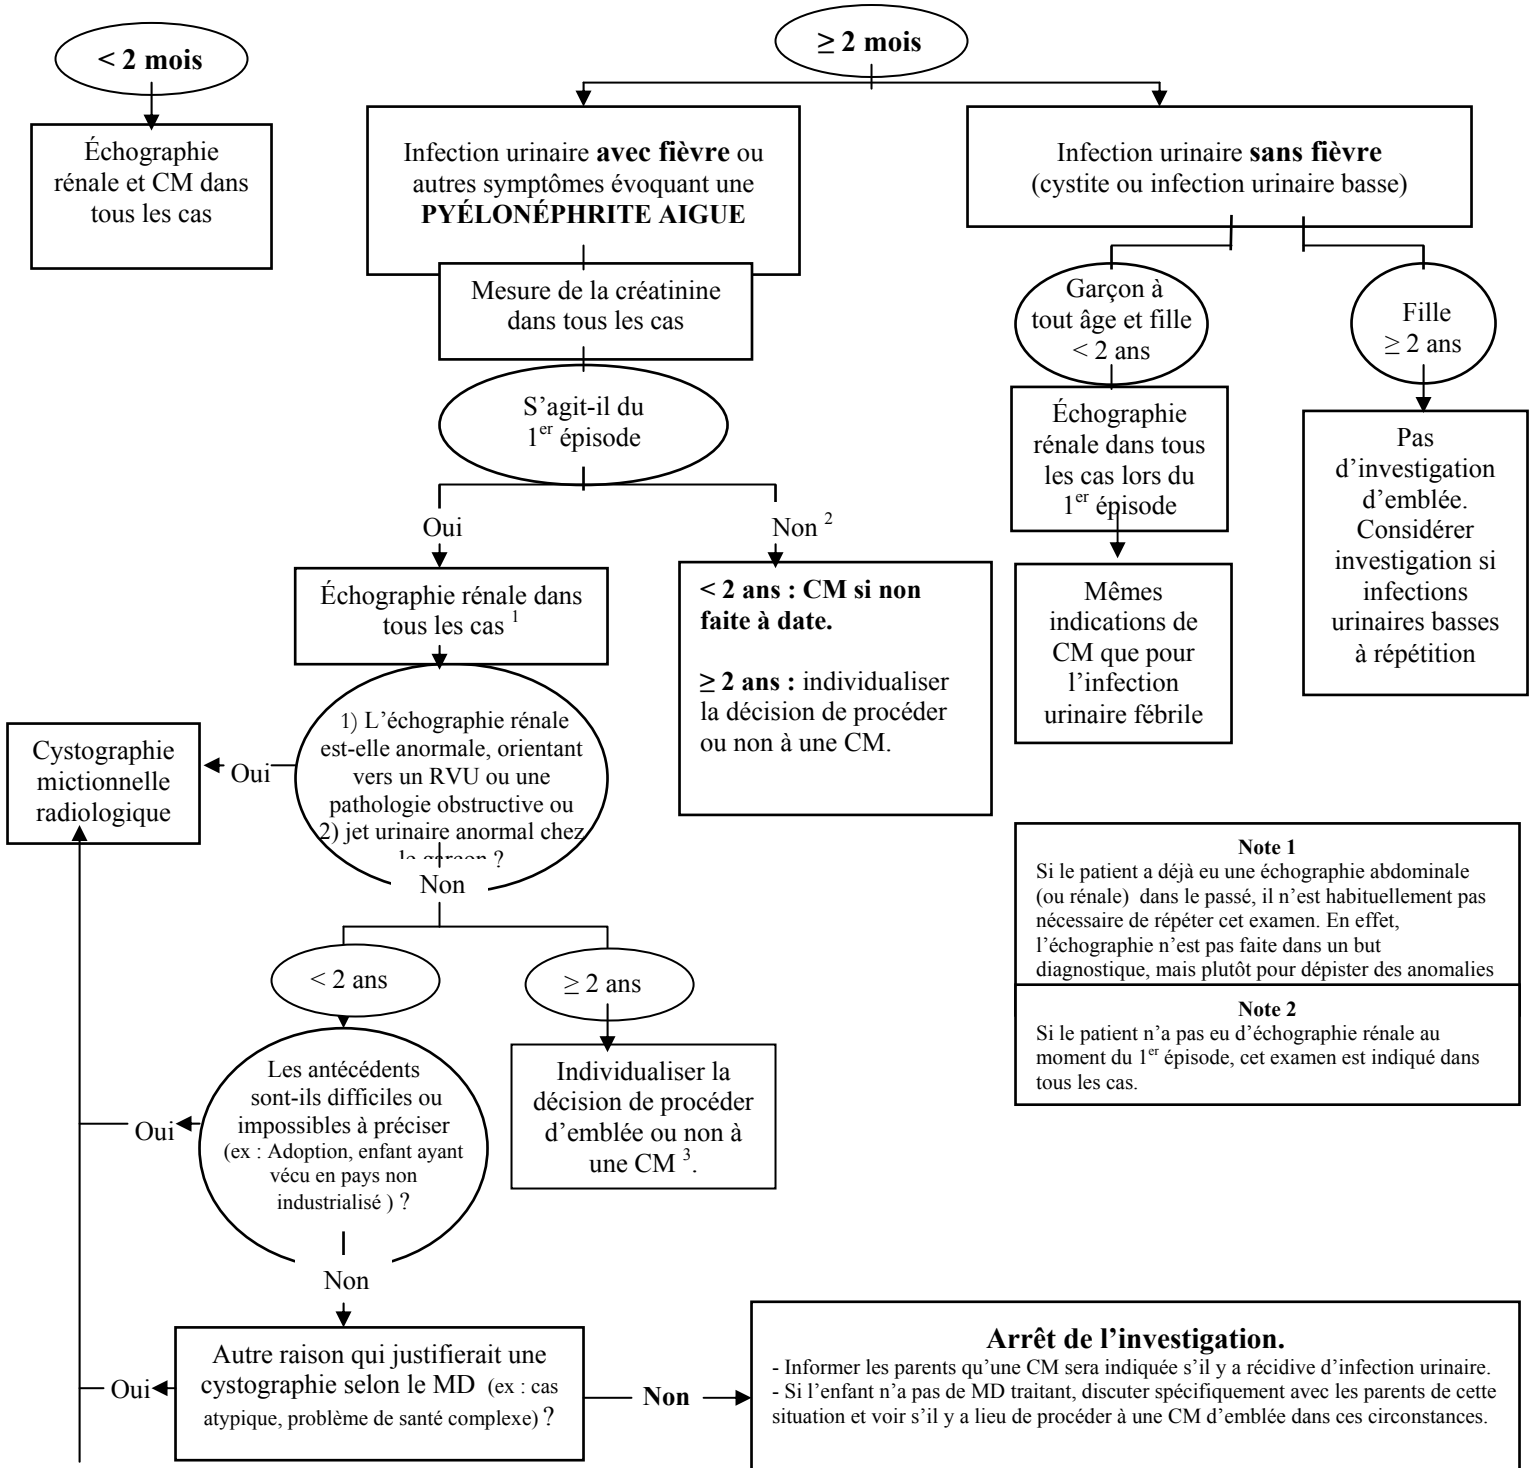 < 2 mois
Échographie
rénale et CM dans
tous les cas
≥ 2 mois
Infection urinaire avec fièvre ou
autres symptômes évoquant une
PYÉLONÉPHRITE AIGUE
Mesure de la créatinine
dans tous les cas
S’agit-il du
1er épisode
Oui
Échographie rénale dans
tous les cas 1
1) L’échographie rénale
est-elle anormale, orientant
vers un RVU ou une
pathologie obstructive ou
2) jet urinaire anormal chez
le garçon ?
Oui
Cystographie
mictionnelle
radiologique
Non
< 2 ans
Les antécédents
sont-ils difficiles ou
impossibles à préciser
(ex : Adoption, enfant ayant
vécu en pays non
industrialisé ) ?
Oui
Non
Autre raison qui justifierait une
cystographie selon le MD (ex : cas
atypique, problème de santé complexe) ?
Oui
Non
Arrêt de l’investigation.
- Informer les parents qu’une CM sera indiquée s’il y a récidive d’infection urinaire.
- Si l’enfant n’a pas de MD traitant, discuter spécifiquement avec les parents de cette
situation et voir s’il y a lieu de procéder à une CM d’emblée dans ces circonstances.
≥ 2 ans
Individualiser la
décision de procéder
d’emblée ou non à
une CM 3.
Non 2
< 2 ans : CM si non
faite à date.
≥ 2 ans : individualiser
la décision de procéder
ou non à une CM.
Infection urinaire sans fièvre
(cystite ou infection urinaire basse)
Garçon à
tout âge et fille
< 2 ans
Échographie
rénale dans tous
les cas lors du
1er épisode
Mêmes
indications de
CM que pour
l’infection
urinaire fébrile
Fille
≥ 2 ans
Pas
d’investigation
d’emblée.
Considérer
investigation si
infections
urinaires basses
à répétition
Note 1
Si le patient a déjà eu une échographie abdominale
(ou rénale) dans le passé, il n’est habituellement pas
nécessaire de répéter cet examen. En effet,
l’échographie n’est pas faite dans un but
diagnostique, mais plutôt pour dépister des anomalies
Note 2
Si le patient n’a pas eu d’échographie rénale au
moment du 1er épisode, cet examen est indiqué dans
tous les cas.